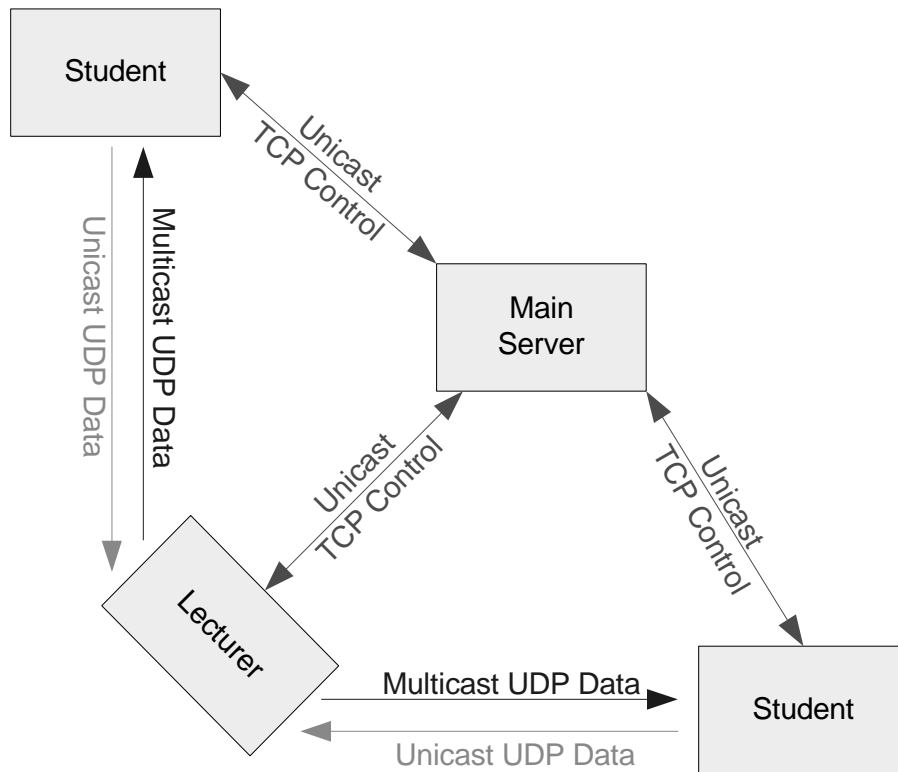 Student
Unicast
TCP Control
Unicast UDP Data
Multicast UDP Data
Main
Server
Unicast
TCP Control
Unicast
TCP Control
Lecturer
Multicast UDP Data
Unicast UDP Data
Student